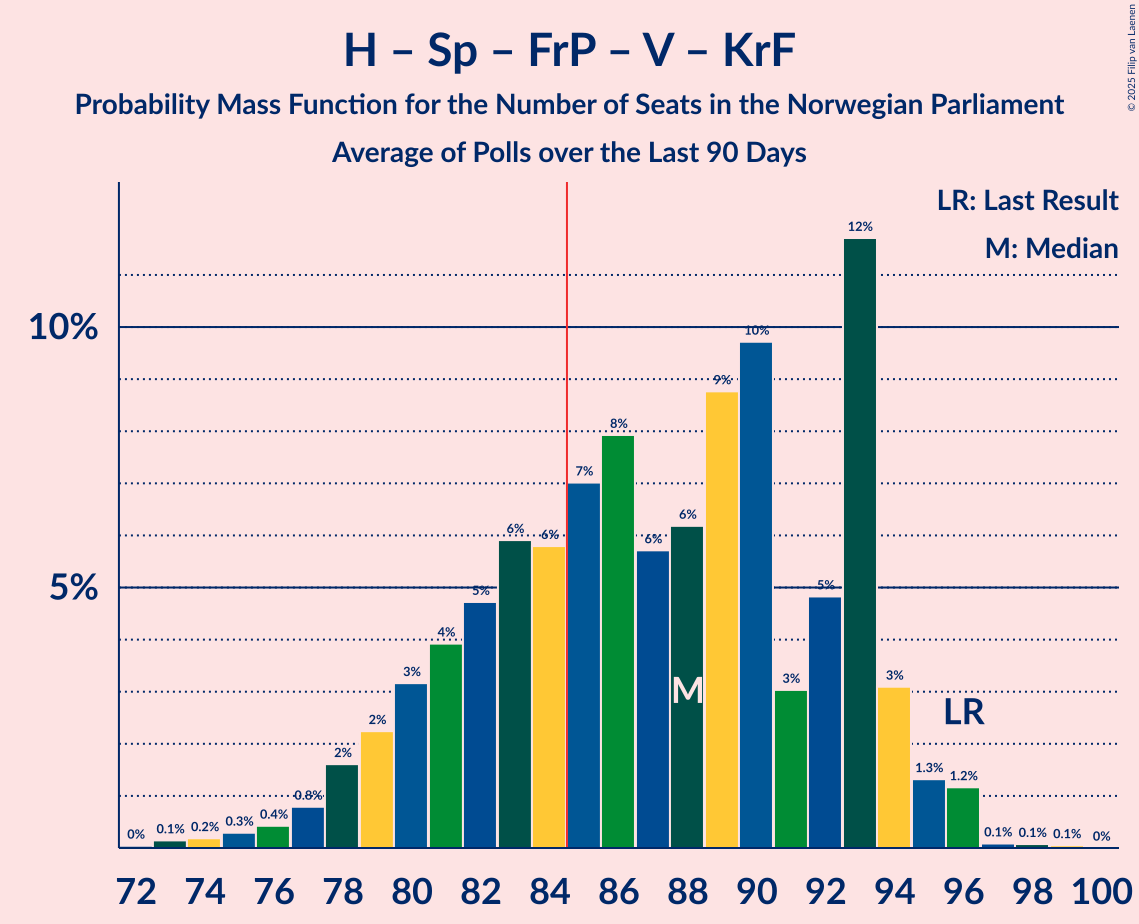 H – Sp – FrP – V – KrF
Probability Mass Function for the Number of Seats in the Norwegian Parliament
Average of Polls over the Last 90 Days
© 2025 Filip van Laenen
LR: Last Result
M: Median
10%
5%
0% 0.1% 0.2% 0.3% 0.4% 0.8% 2% 2% 3% 4% 5% 6% 6% 7% 8% 6% 6% 9% 10% 3% 5% 12% 3% 1.3% 1.2% 0.1% 0.1% 0.1% 0%
M
LR
72 74 76 78 80 82 84 86 88 90 92 94 96 98 100